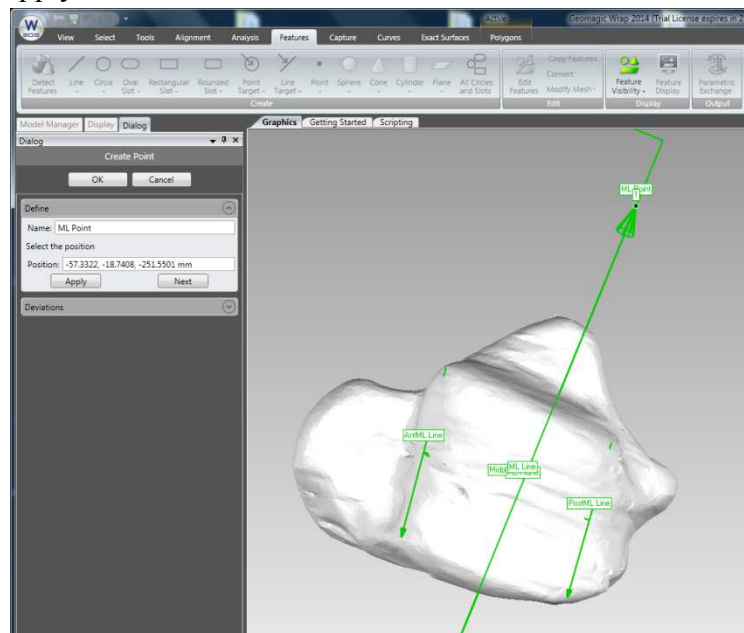 W
3DS
Active
Geomagic Wrap 2014 (Trial License expires in 2
View Select Tools Alignment Analysis Features Capture Curves Exact Surfaces Polygons
Detect Features
Line
Circle
Oval Slot
Rectangular Slot
Rounded Slot
Point Target
Line Target
Point
Sphere
Cone
Cylinder
Plane
All Circles and Slots
Create
Edit Features
Copy Features
Convert
Modify Mesh
Edit
Feature Visibility
Feature Display
Display
Parametric Exchange
Output
Model Manager Display Dialog
Graphics Getting Started Scripting
Dialog
Create Point
OK Cancel
Define
Name: ML Point
Select the position
Position: -57.3322, -18.7408, -251.5501 mm
Apply Next
Deviations
ML Point
1
AntML Line
ML Line
PostML Line